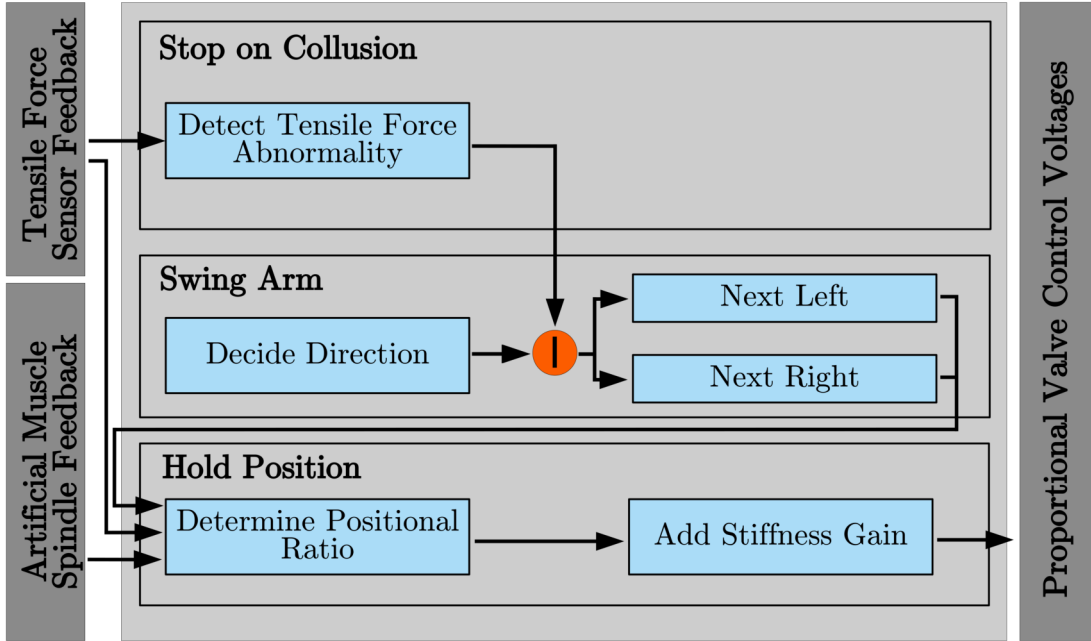 Tensile Force
Sensor Feedback
Artificial Muscle
Spindle Feedback
Stop on Collusion
Detect Tensile Force
Abnormality
Swing Arm
Decide Direction
I
Next Left
Next Right
Hold Position
Determine Positional
Ratio
Add Stiffness Gain
Proportional Valve Control Voltages